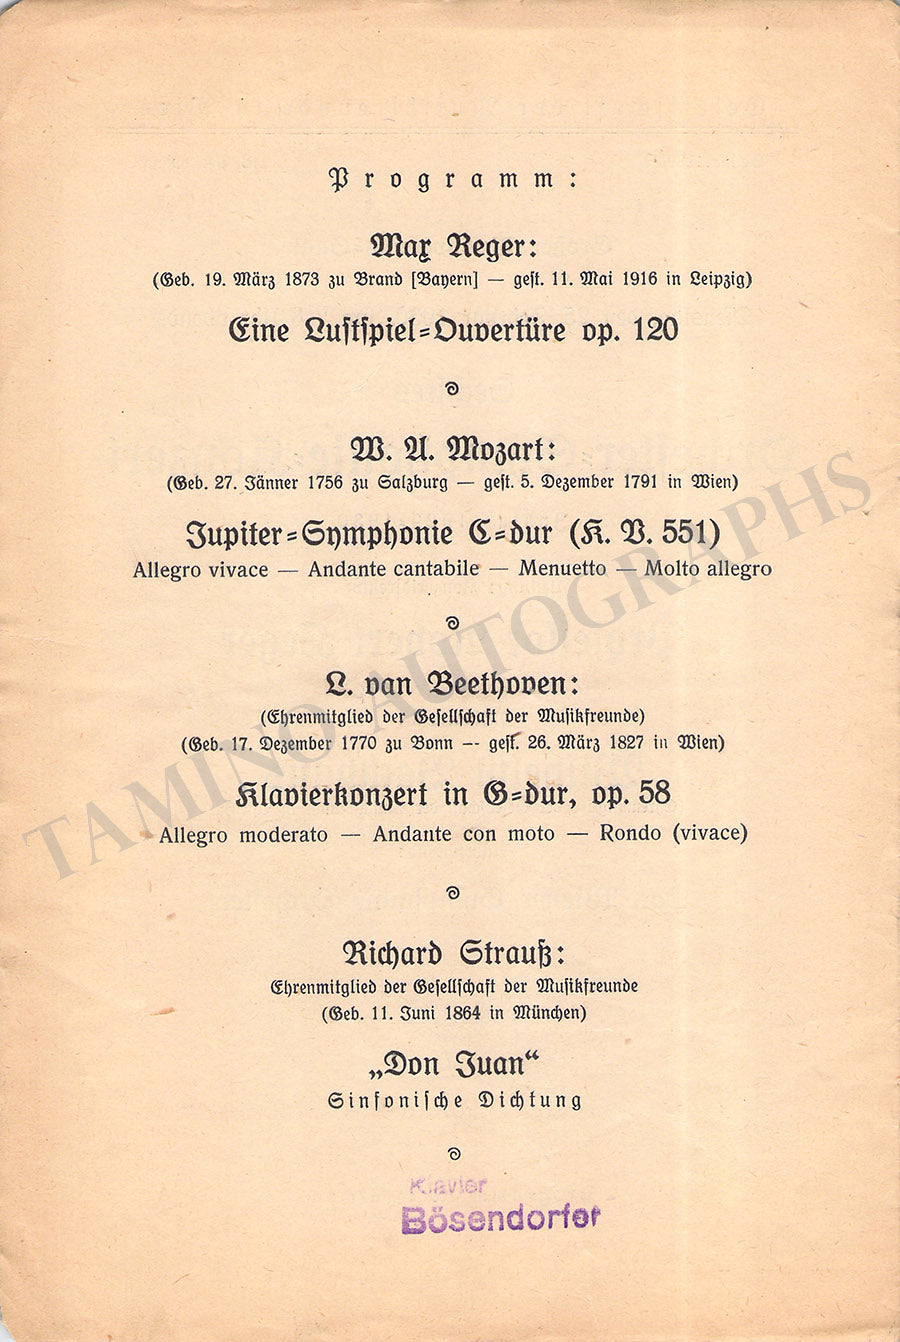 Programm:
Max Reger:
(Geb. 19. März 1873 zu Brand [Bayern] — gest. 11. Mai 1916 in Leipzig)
Eine Lustspiel=Ouvertüre op. 120
W. A. Mozart:
(Geb. 27. Jänner 1756 zu Salzburg — gest. 5. Dezember 1791 in Wien)
Jupiter=Symphonie C=dur (K. V. 551)
Allegro vivace — Andante cantabile — Menuetto — Molto allegro
L. van Beethoven:
(Ehrenmitglied der Gesellschaft der Musikfreunde)
(Geb. 17. Dezember 1770 zu Bonn — gest. 26. März 1827 in Wien)
Klavierkonzert in G=dur, op. 58
Allegro moderato — Andante con moto — Rondo (vivace)
Richard Strauß:
Ehrenmitglied der Gesellschaft der Musikfreunde
(Geb. 11. Juni 1864 in München)
„Don Juan“
Sinfonische Dichtung
Klavier
Bösendorfer
TAMINO AUTOGRAPHS